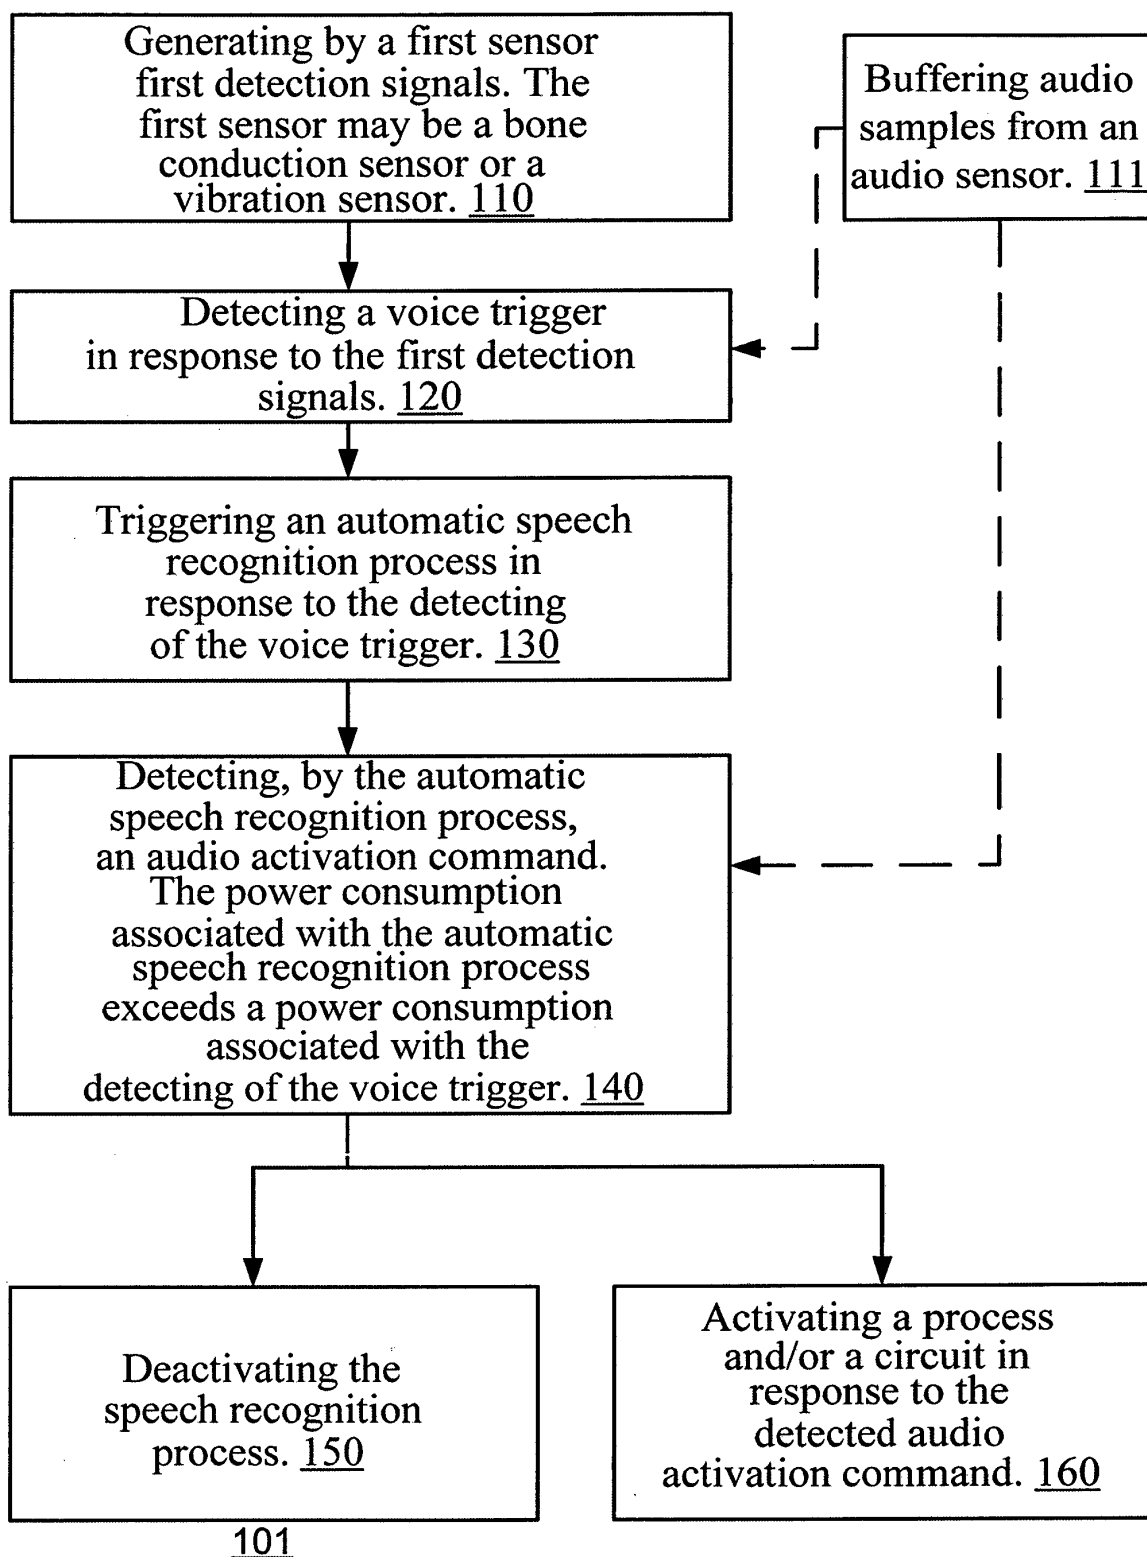 Generating by a first sensor
first detection signals. The
first sensor may be a bone
conduction sensor or a
vibration sensor. 110
Buffering audio
samples from an
audio sensor. 111
Detecting a voice trigger
in response to the first detection
signals. 120
Triggering an automatic speech
recognition process in
response to the detecting
of the voice trigger. 130
Detecting, by the automatic
speech recognition process,
an audio activation command.
The power consumption
associated with the automatic
speech recognition process
exceeds a power consumption
associated with the
detecting of the voice trigger. 140
Deactivating the
speech recognition
process. 150
Activating a process
and/or a circuit in
response to the
detected audio
activation command. 160
101